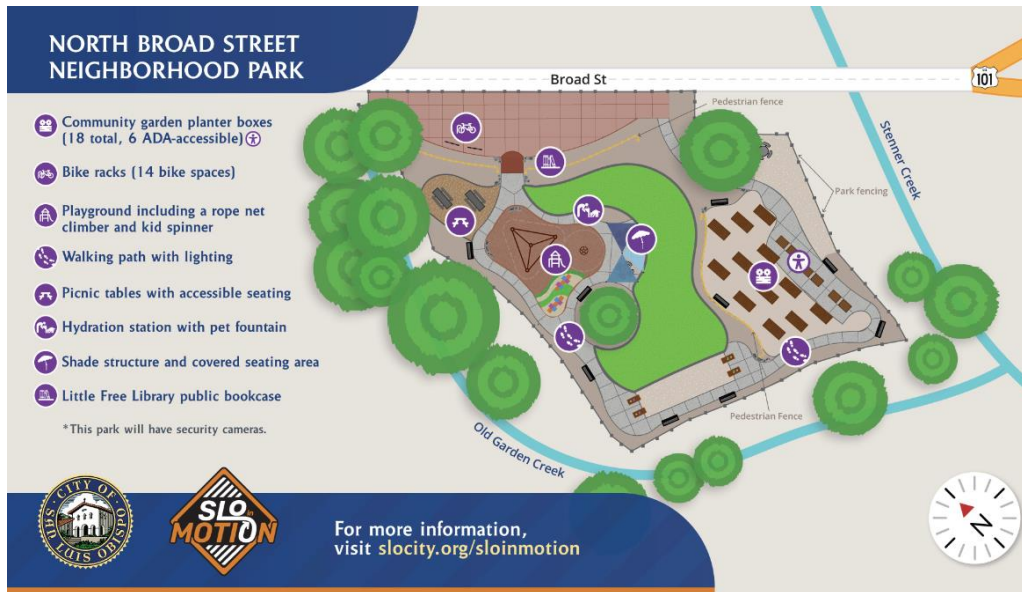 NORTH BROAD STREET
NEIGHBORHOOD PARK
Community garden planter boxes
(18 total, 6 ADA-accessible)
Bike racks (14 bike spaces)
Playground including a rope net
climber and kid spinner
Walking path with lighting
Picnic tables with accessible seating
Hydration station with pet fountain
Shade structure and covered seating area
Little Free Library public bookcase
*This park will have security cameras.
Broad St
101
Pedestrian fence
Stenner Creek
Park fencing
Pedestrian Fence
Old Garden Creek
N
CITY OF
SAN LUIS OBISPO
SLO
in
MOTION
For more information,
visit slocity.org/sloinmotion